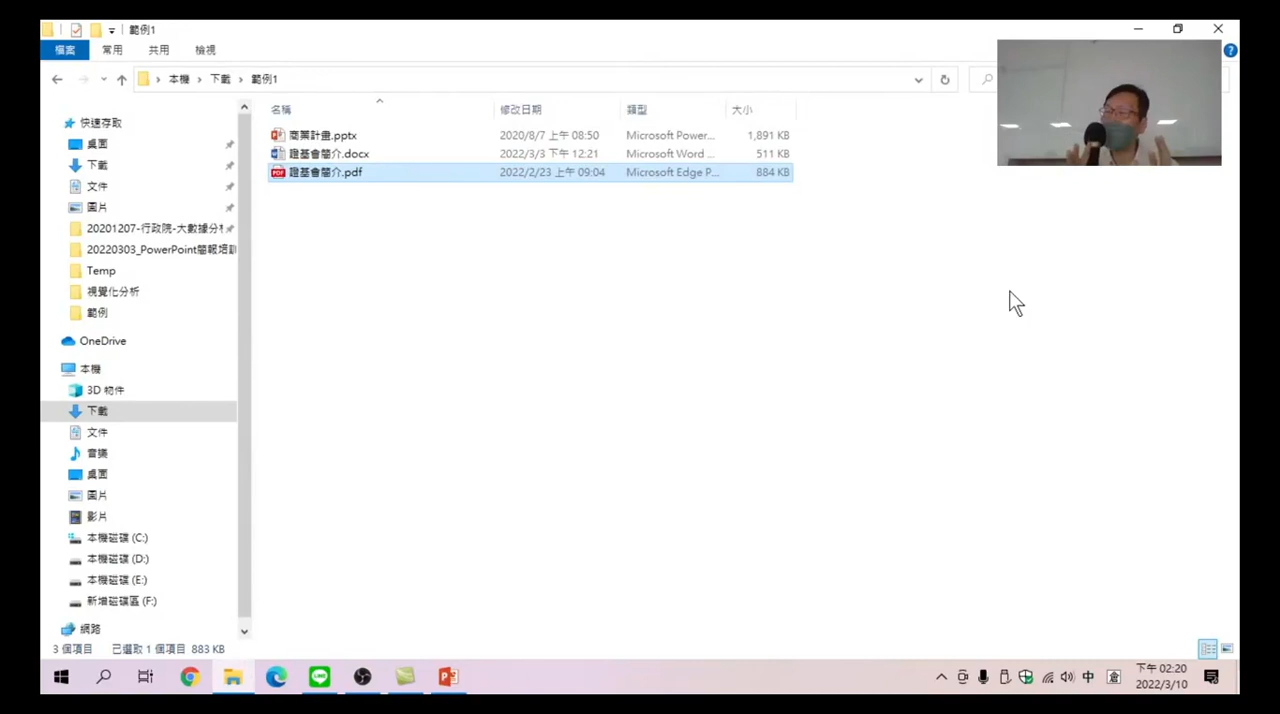 範例1
檔案 常用 共用 檢視
本機 › 下載 › 範例1
名稱 修改日期 類型 大小
商業計畫.pptx 2020/8/7 上午 08:50 Microsoft Power... 1,891 KB
證基會簡介.docx 2022/3/3 下午 12:21 Microsoft Word ... 511 KB
證基會簡介.pdf 2022/2/23 上午 09:04 Microsoft Edge P... 884 KB
快速存取
桌面
下載
文件
圖片
20201207-行政院-大數據分析
20220303_PowerPoint簡報培訓
Temp
視覺化分析
範例
OneDrive
本機
3D 物件
下載
文件
音樂
桌面
圖片
影片
本機磁碟 (C:)
本機磁碟 (D:)
本機磁碟 (E:)
新增磁碟區 (F:)
網路
3 個項目 已選取 1 個項目 883 KB
中 倉 下午 02:20
2022/3/10